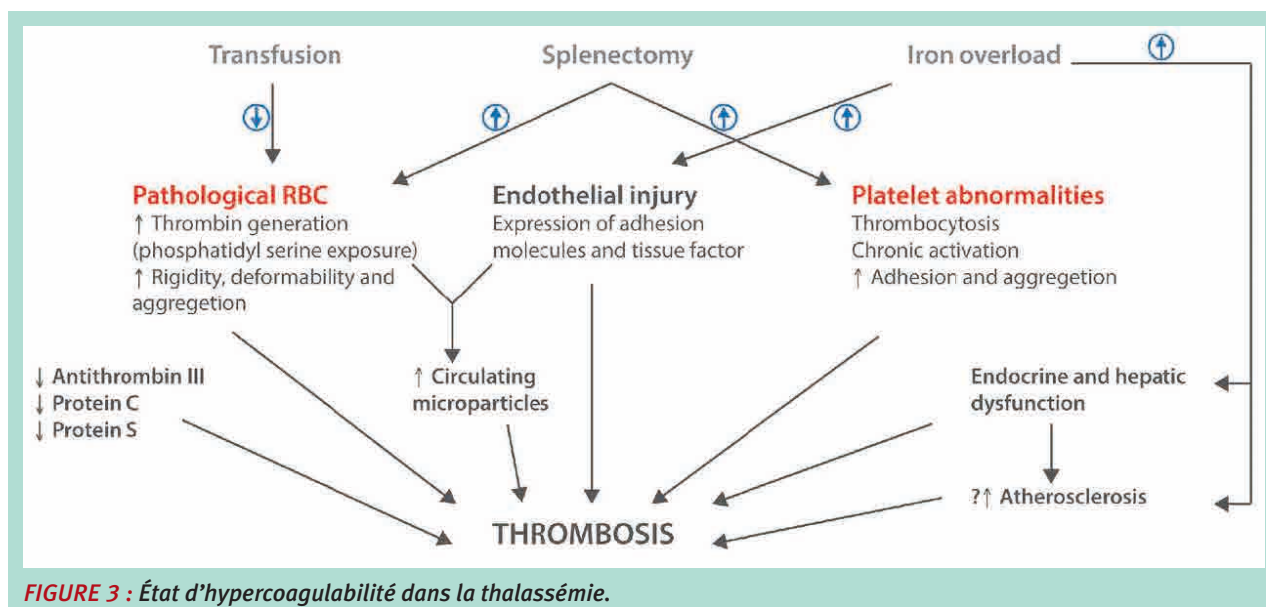 Transfusion
Splenectomy
Iron overload
Pathological RBC
↑ Thrombin generation
(phosphatidyl serine exposure)
↑ Rigidity, deformability and
aggregetion
Endothelial injury
Expression of adhesion
molecules and tissue factor
Platelet abnormalities
Thrombocytosis
Chronic activation
↑ Adhesion and aggregetion
↓ Antithrombin III
↓ Protein C
↓ Protein S
↑ Circulating
microparticles
Endocrine and hepatic
dysfunction
?↑ Atherosclerosis
THROMBOSIS
FIGURE 3 : État d’hypercoagulabilité dans la thalassémie.